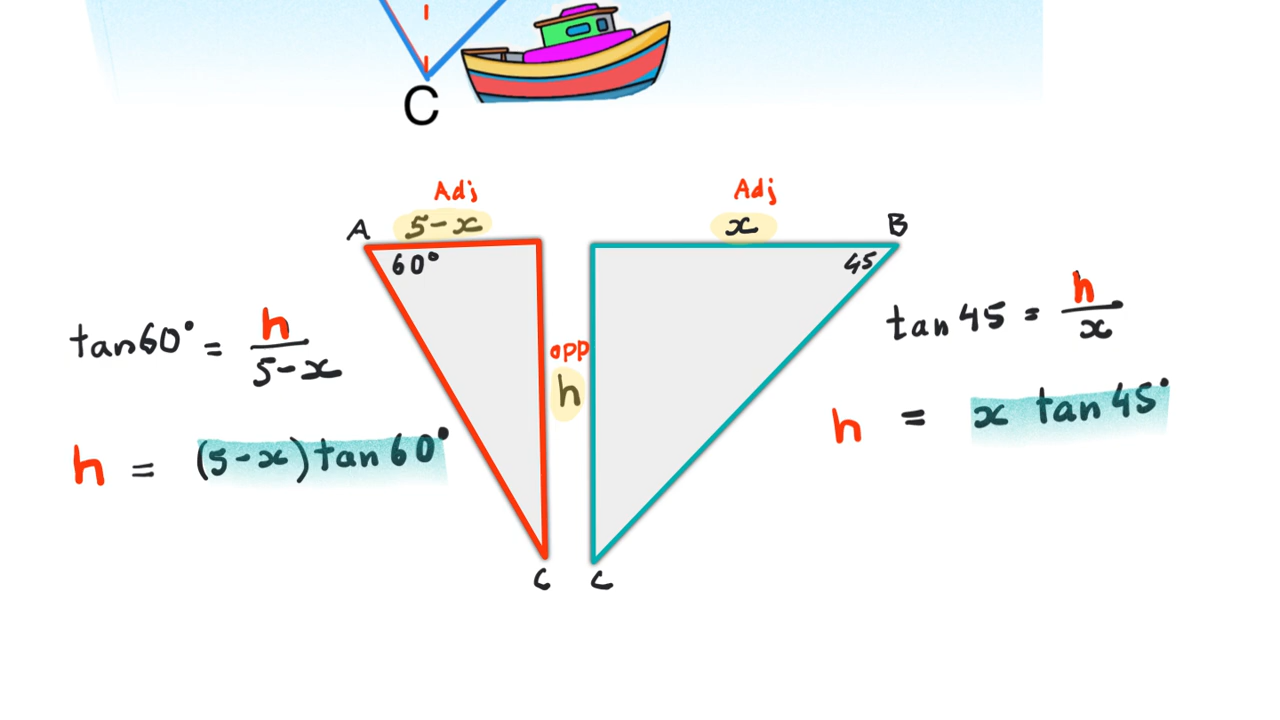 C
Adj
Adj
A
5-x
x
B
60°
45
tan60° = h/5-x
opp
h
tan 45 = h/x
h = (5-x) tan 60°
h = x tan 45°
C
C